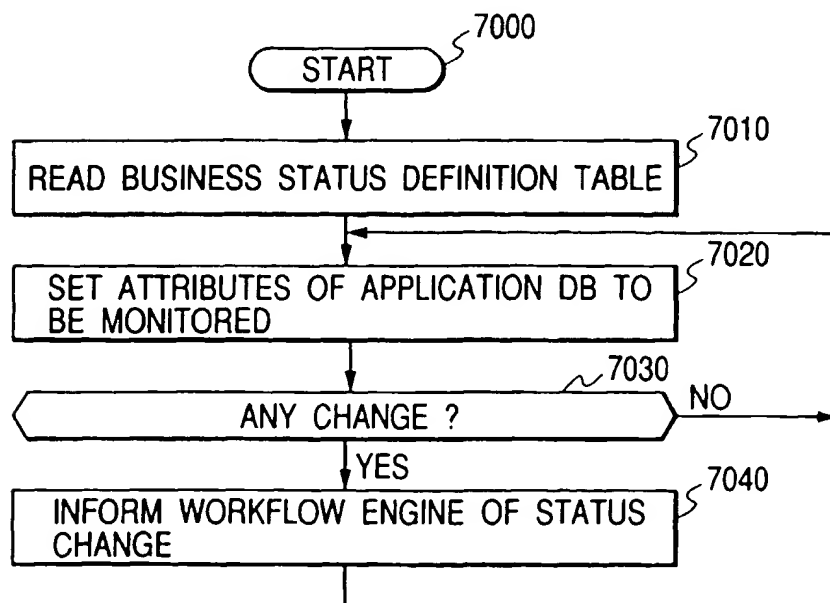 7000
START
7010
READ BUSINESS STATUS DEFINITION TABLE
7020
SET ATTRIBUTES OF APPLICATION DB TO
BE MONITORED
7030
ANY CHANGE ?
NO
YES
7040
INFORM WORKFLOW ENGINE OF STATUS
CHANGE